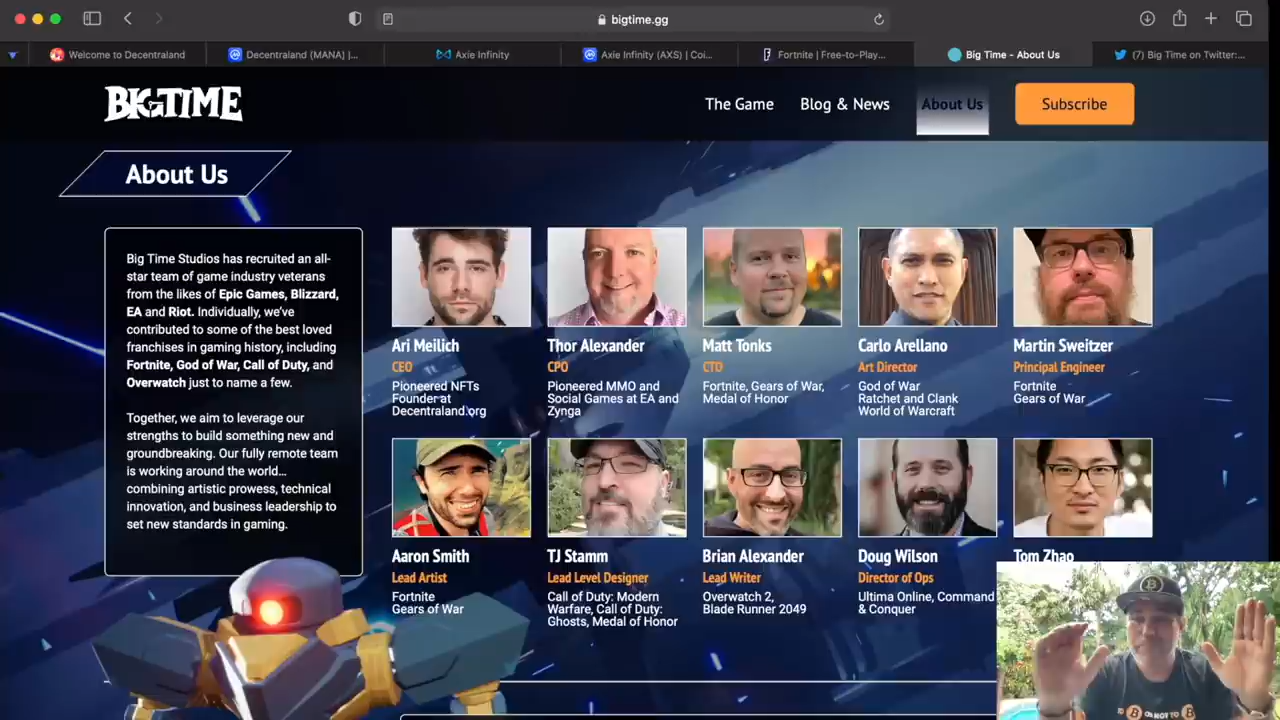 bigtime.gg
Welcome to Decentraland
Decentraland (MANA) |...
Axie Infinity
Axie Infinity (AXS) | Coi...
Fortnite | Free-to-Play...
Big Time - About Us
(7) Big Time on Twitter:...
BIGTIME
The Game
Blog & News
About Us
Subscribe
About Us
Big Time Studios has recruited an all-
star team of game industry veterans
from the likes of Epic Games, Blizzard,
EA and Riot. Individually, we've
contributed to some of the best loved
franchises in gaming history, including
Fortnite, God of War, Call of Duty, and
Overwatch just to name a few.
Together, we aim to leverage our
strengths to build something new and
groundbreaking. Our fully remote team
is working around the world...
combining artistic prowess, technical
innovation, and business leadership to
set new standards in gaming.
Ari Meilich
CEO
Pioneered NFTs
Founder at
Decentraland.org
Thor Alexander
CPO
Pioneered MMO and
Social Games at EA and
Zynga
Matt Tonks
CTO
Fortnite, Gears of War,
Medal of Honor
Carlo Arellano
Art Director
God of War
Ratchet and Clank
World of Warcraft
Martin Sweitzer
Principal Engineer
Fortnite
Gears of War
Aaron Smith
Lead Artist
Fortnite
Gears of War
TJ Stamm
Lead Level Designer
Call of Duty: Modern
Warfare, Call of Duty:
Ghosts, Medal of Honor
Brian Alexander
Lead Writer
Overwatch 2,
Blade Runner 2049
Doug Wilson
Director of Ops
Ultima Online, Command
& Conquer
Tom Zhao